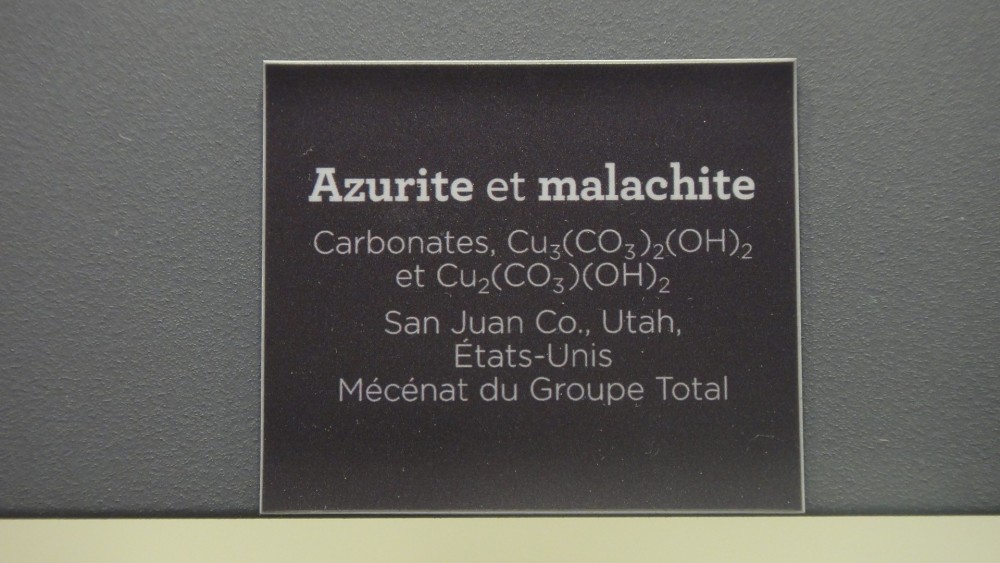 Azurite et malachite
Carbonates, Cu₃(CO₃)₂(OH)₂
et Cu₂(CO₃)(OH)₂
San Juan Co., Utah,
États-Unis
Mécénat du Groupe Total